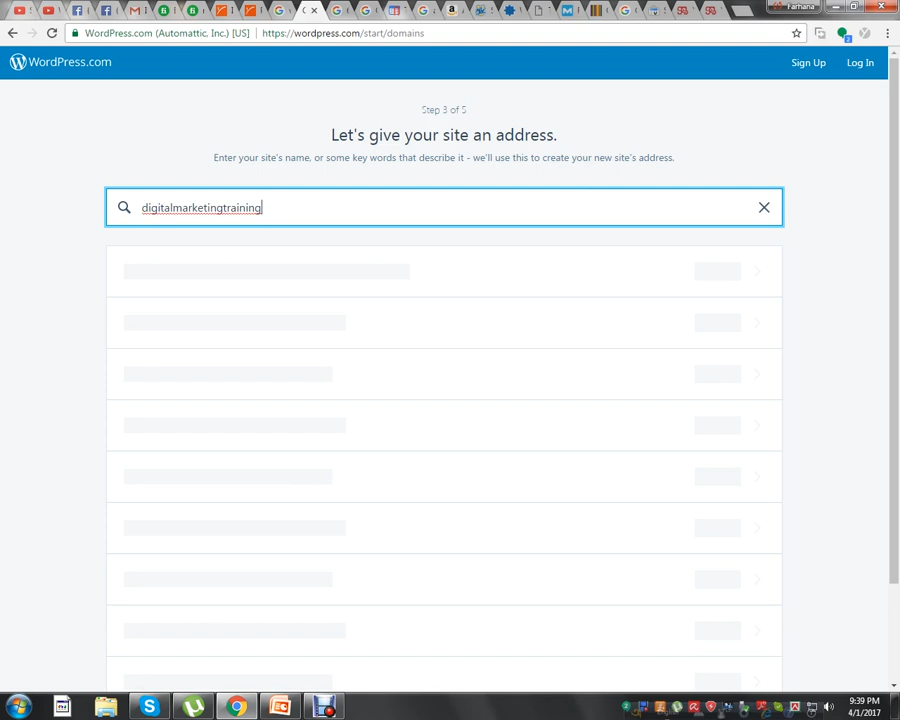 Farhana
WordPress.com (Automattic, Inc.) [US]
https://wordpress.com/start/domains
WordPress.com
Sign Up
Log In
Step 3 of 5
Let's give your site an address.
Enter your site's name, or some key words that describe it - we'll use this to create your new site's address.
digitalmarketingtraining
9:39 PM
4/1/2017